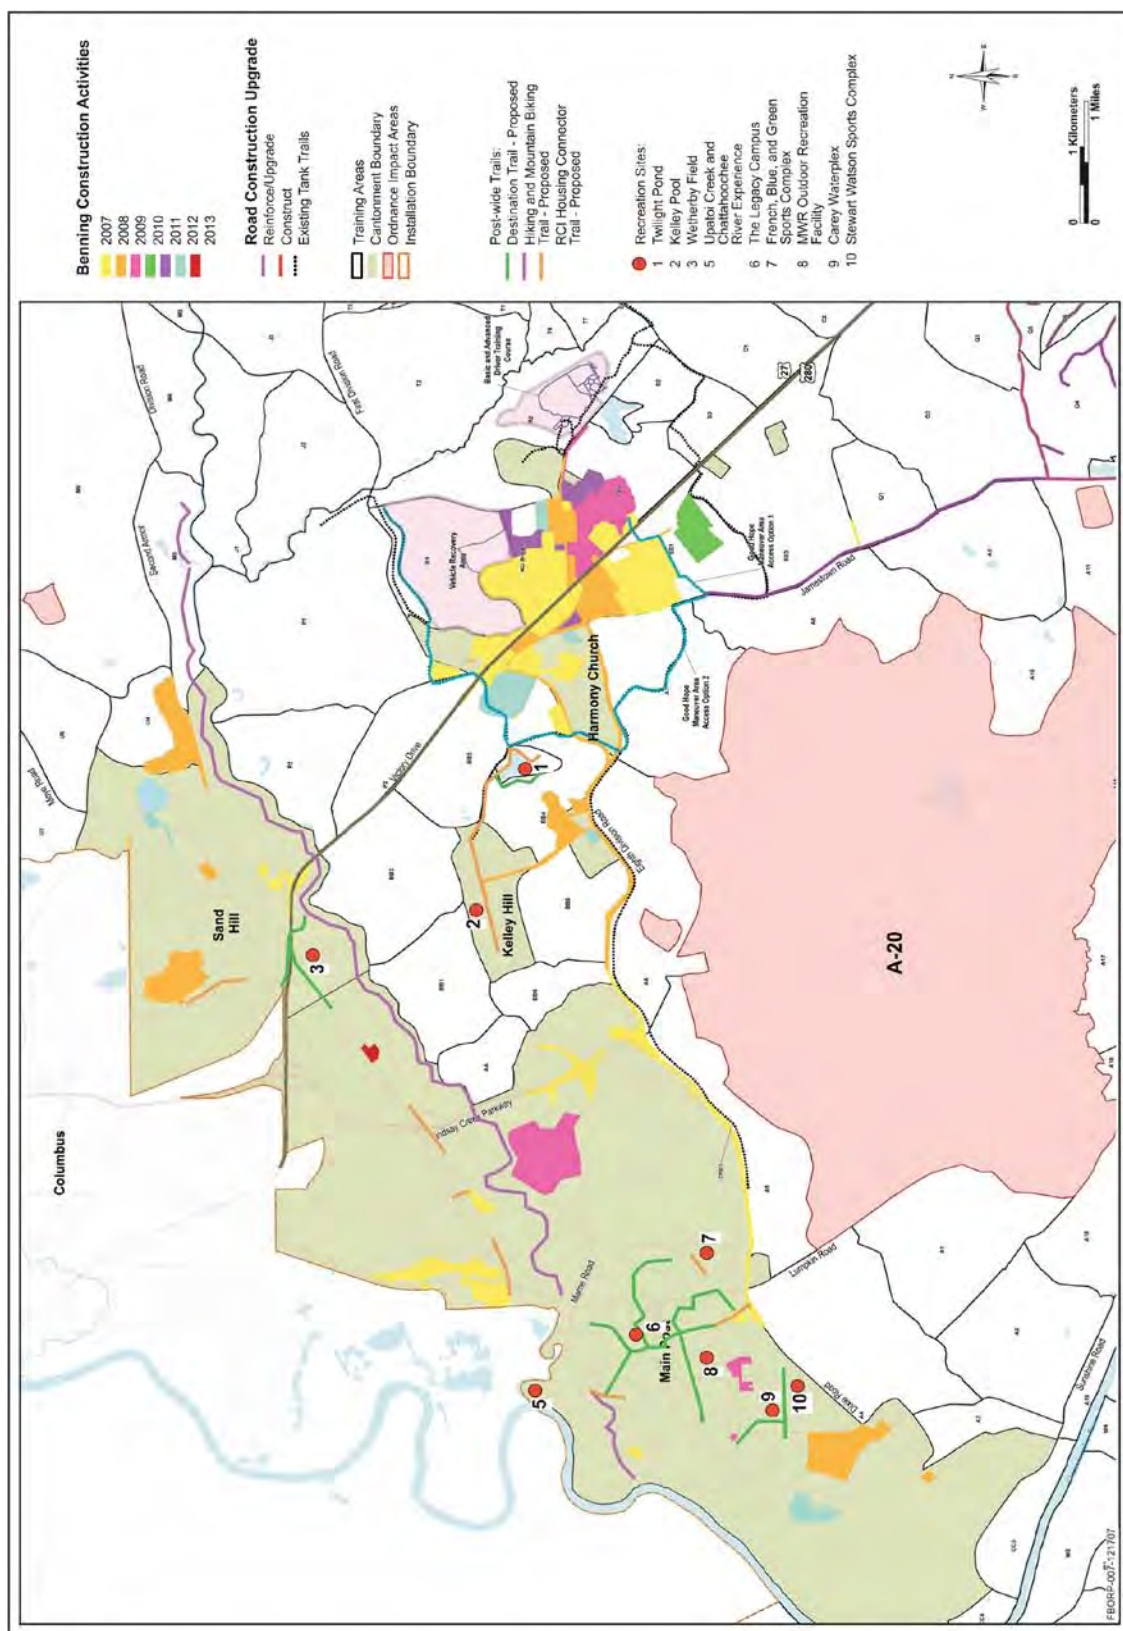 Benning Construction Activities
2007
2008
2009
2010
2011
2012
2013
Road Construction Upgrade
Reinforce/Upgrade
Construct
Existing Tank Trails
Training Areas
Cantonment Boundary
Ordnance Impact Areas
Installation Boundary
Post-wide Trails:
Destination Trail - Proposed
Hiking and Mountain Biking
Trail - Proposed
RCI Housing Connector
Trail - Proposed
Recreation Sites:
1 Twilight Pond
2 Kelley Pool
3 Wetherby Field
5 Upatoi Creek and
Chattahoochee
River Experience
6 The Legacy Campus
7 French, Blue, and Green
Sports Complex
8 MWR Outdoor Recreation
Facility
9 Carey Waterplex
10 Stewart Watson Sports Complex
N
S
W
E
0 1 Kilometers
0 1 Miles
Columbus
Sand
Hill
Moye Road
Second Armor
Division Road
First Division Road
Victory Drive
Lindsay Creek Parkway
Marne Road
Kelley Hill
Harmony Church
Eighth Division Road
Vehicle Recovery
Area
Basic and Advanced
Driver Training
Course
Good Hope
Maneuver Area
Access Option 1
Good Hope
Maneuver Area
Access Option 2
Jamestown Road
27
280
Main Post
Lumpkin Road
Dixie Road
Sunshine Road
A-20
1
2
3
5
6
7
8
9
10
FBORP-007-121707